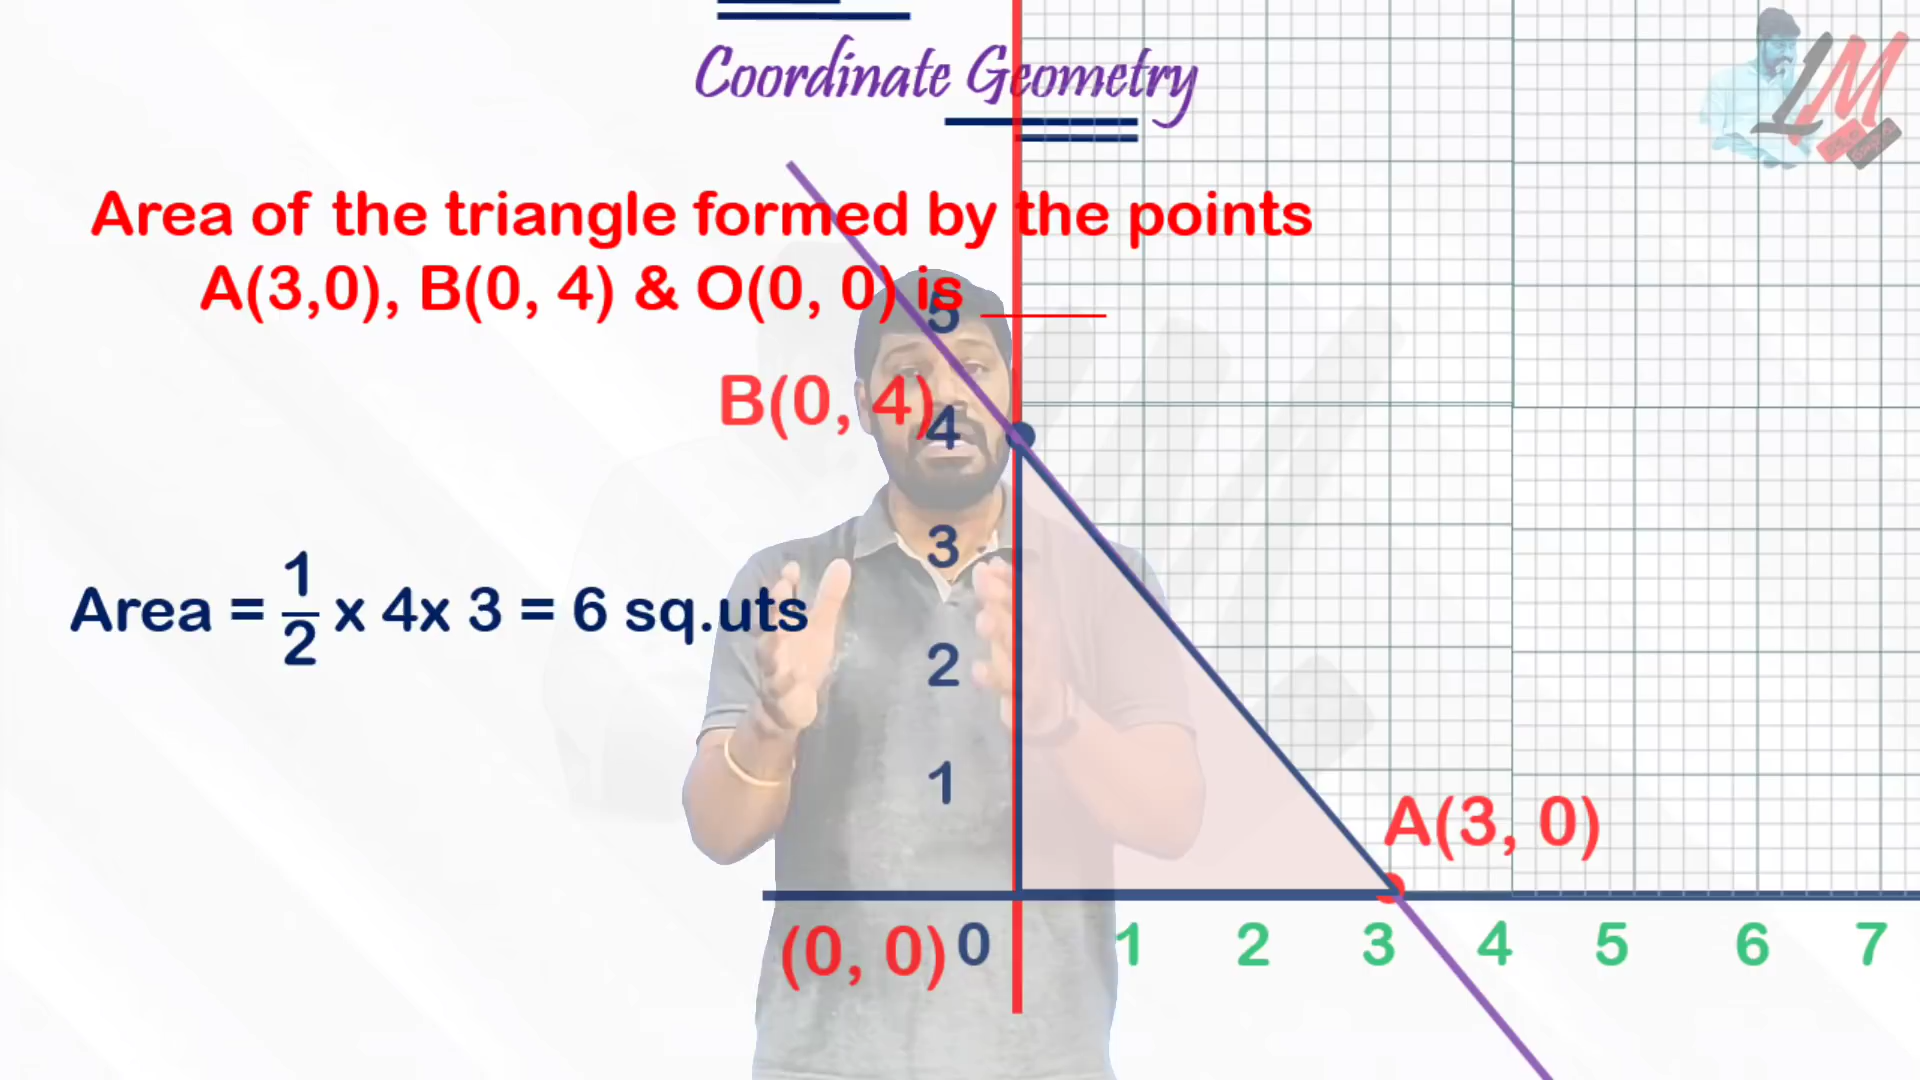 Coordinate Geometry
LM
Area of the triangle formed by the points
A(3,0), B(0, 4) & O(0, 0) is
5
B(0, 4)
4
3
Area = 1/2 x 4x 3 = 6 sq.uts
2
1
A(3, 0)
(0, 0) 0 1 2 3 4 5 6 7